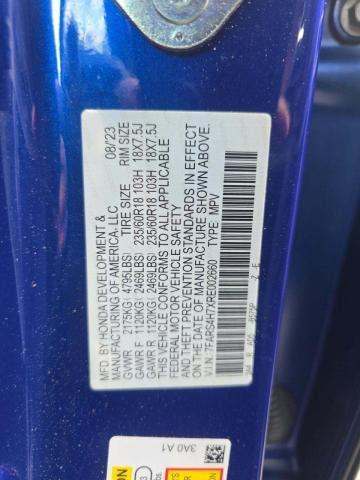 MFD. BY HONDA DEVELOPMENT &
MANUFACTURING OF AMERICA, LLC 08/23
GVWR 2175KG( 4795LBS) TIRE SIZE RIM SIZE
GAWR F 1120KG( 2469LBS) 235/60R18 103H 18X7.5J
GAWR R 1120KG( 2469LBS) 235/60R18 103H 18X7.5J
THIS VEHICLE CONFORMS TO ALL APPLICABLE
FEDERAL MOTOR VEHICLE SAFETY
AND THEFT PREVENTION STANDARDS IN EFFECT
ON THE DATE OF MANUFACTURE SHOWN ABOVE.
V.I.N. 7FARS4H7XRE002660 TYPE MPV
3A0 A1